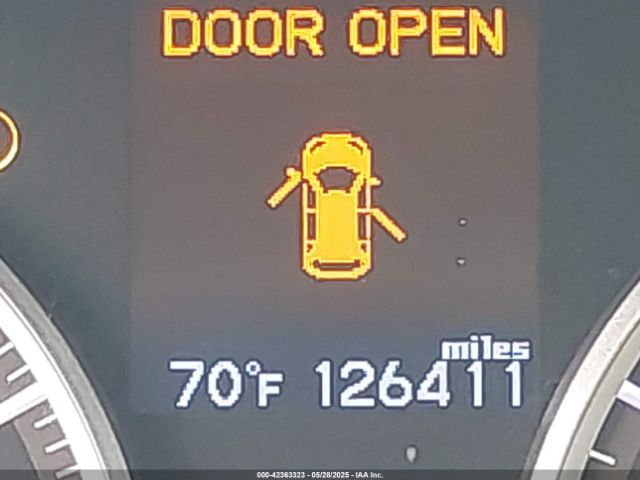 DOOR OPEN
miles
70°F 126411
000-42363323 - 05/28/2025 - IAA Inc.